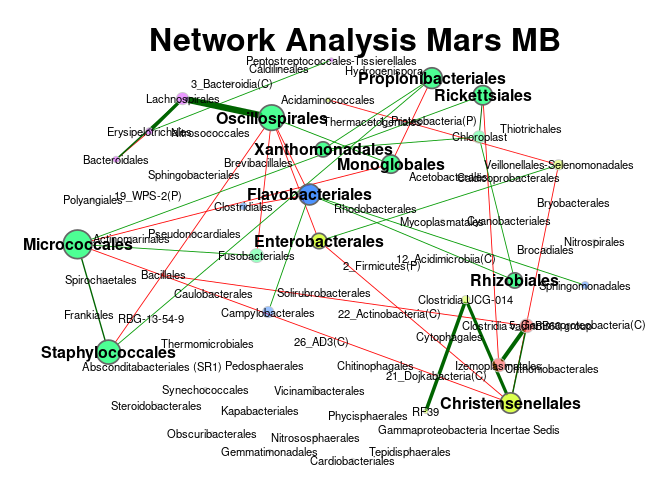 Network Analysis Mars MB
Peptostreptococcales-Tissierellales
Caldilineales
Hydrogenispora
Propionibacteriales
3_Bacteroidia(C)
Rickettsiales
Lachnospirales
Acidaminococcales
Oscillospirales
Thermacetogeniales
1_Proteobacteria(P)
Erysipelotrichales
Nitrosococcales
Thiotrichales
Chloroplast
Xanthomonadales
Bacteroidales
Brevibacillales
Monoglobales
Veillonellales-Selenomonadales
Sphingobacteriales
Acetobacterales
19_WPS-2(P)
Flavobacteriales
Polyangiales
Bryobacterales
Clostridiales
Rhodobacterales
Mycoplasmatales
Cyanobacteriales
Pseudonocardiales
Actinomarinales
Micrococcales
Enterobacterales
Nitrospirales
Brocadiales
Fusobacteriales
12_Acidimicrobiia(C)
2_Firmicutes(P)
Bacillales
Spirochaetales
Rhizobiales
Sphingomonadales
Solirubrobacterales
Caulobacterales
Clostridia UCG-014
Frankiales
RBG-13-54-9
Campylobacterales
22_Actinobacteria(C)
Cytophagales
26_AD3(C)
Thermomicrobiales
Staphylococcales
Absconditabacteriales (SR1)
Pedosphaerales
Chitinophagales
Izemoplasmatales
Chthoniobacterales
21_Dojkabacteria(C)
Synechococcales
Vicinamibacterales
Steroidobacterales
Kapabacteriales
Phycisphaerales
RF39
Christensenellales
Obscuribacterales
Nitrososphaerales
Gammaproteobacteria Incertae Sedis
Gemmatimonadales
Tepidisphaerales
Cardiobacteriales